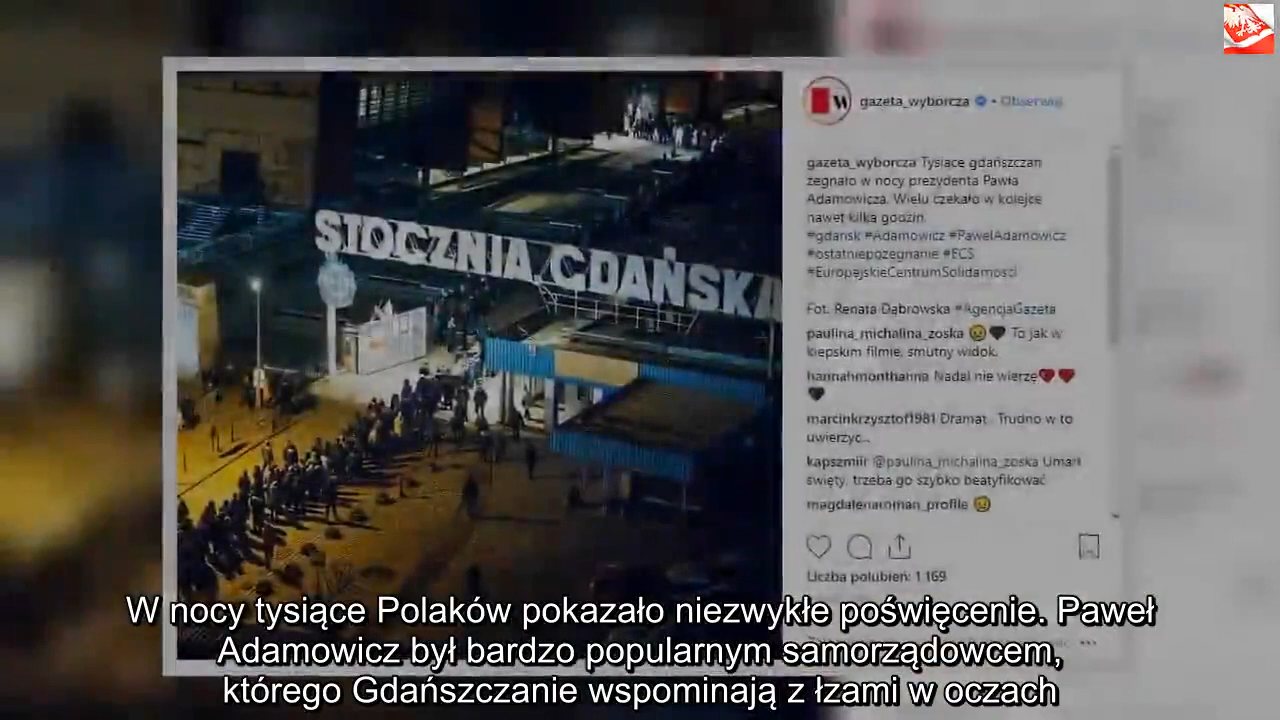 STOCZNIA GDAŃSKA
W
gazeta_wyborcza • Obserwuj
gazeta_wyborcza Tysiące gdańszczan
żegnało w nocy prezydenta Pawła
Adamowicza. Wielu czekało w kolejce
nawet kilka godzin.
#gdańsk #Adamowicz #PawełAdamowicz
#ostatniepożegnanie #ECS
#EuropejskieCentrumSolidarności
Fot. Renata Dąbrowska #AgencjaGazeta
paulina_michalina_zoska 😢🖤 To jak w
kiepskim filmie, smutny widok.
hannahmonthanna Nadal nie wierzę❤❤
🖤
marcinkrzysztof1981 Dramat. Trudno w to
uwierzyć...
kapszmiir @paulina_michalina_zoska Umarł
święty, trzeba go szybko beatyfikować
😢
Liczba polubień: 1 169
W nocy tysiące Polaków pokazało niezwykłe poświęcenie. Paweł
Adamowicz był bardzo popularnym samorządowcem,
którego Gdańszczanie wspominają z łzami w oczach